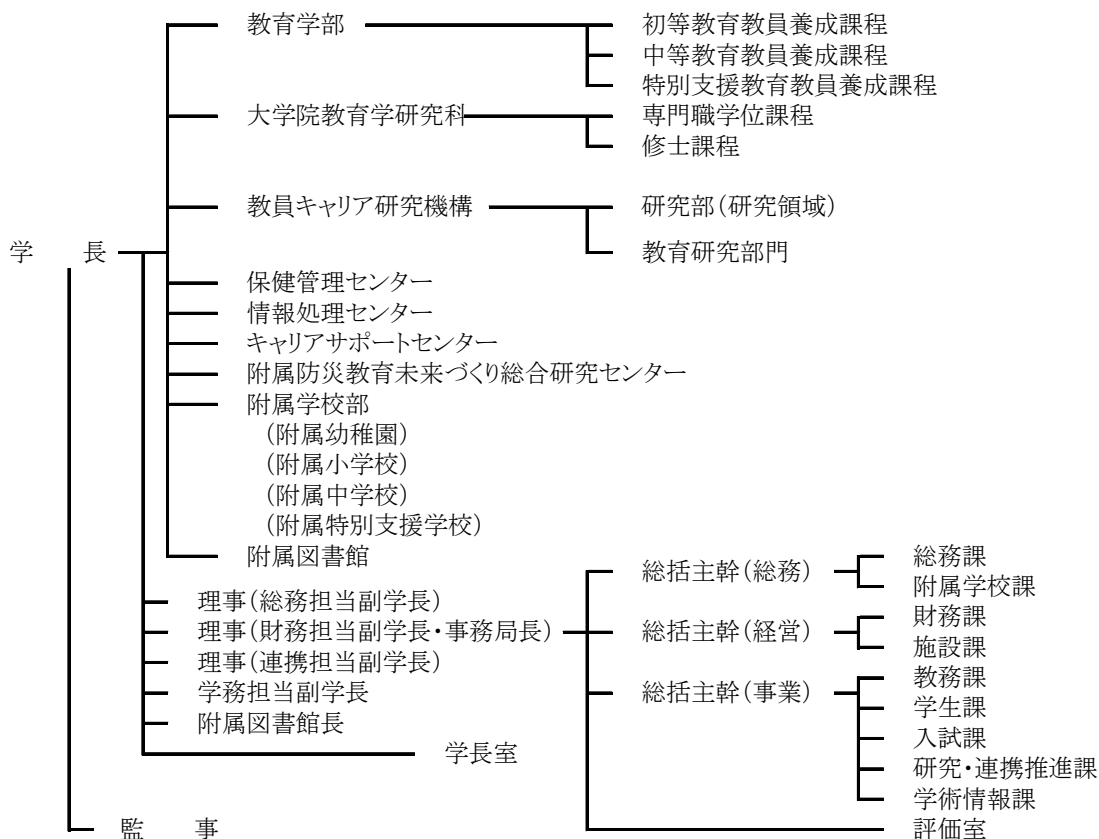 教育学部 初等教育教員養成課程
中等教育教員養成課程
特別支援教育教員養成課程
大学院教育学研究科 専門職学位課程
修士課程
教員キャリア研究機構 研究部(研究領域)
学 長 教育研究部門
保健管理センター
情報処理センター
キャリアサポートセンター
附属防災教育未来づくり総合研究センター
附属学校部
(附属幼稚園)
(附属小学校)
(附属中学校)
(附属特別支援学校)
附属図書館 総務課
総括主幹(総務)
附属学校課
理事(総務担当副学長) 財務課
理事(財務担当副学長・事務局長) 総括主幹(経営)
施設課
理事(連携担当副学長) 教務課
学務担当副学長 総括主幹(事業) 学生課
附属図書館長 入試課
学長室 研究・連携推進課
学術情報課
監 事 評価室